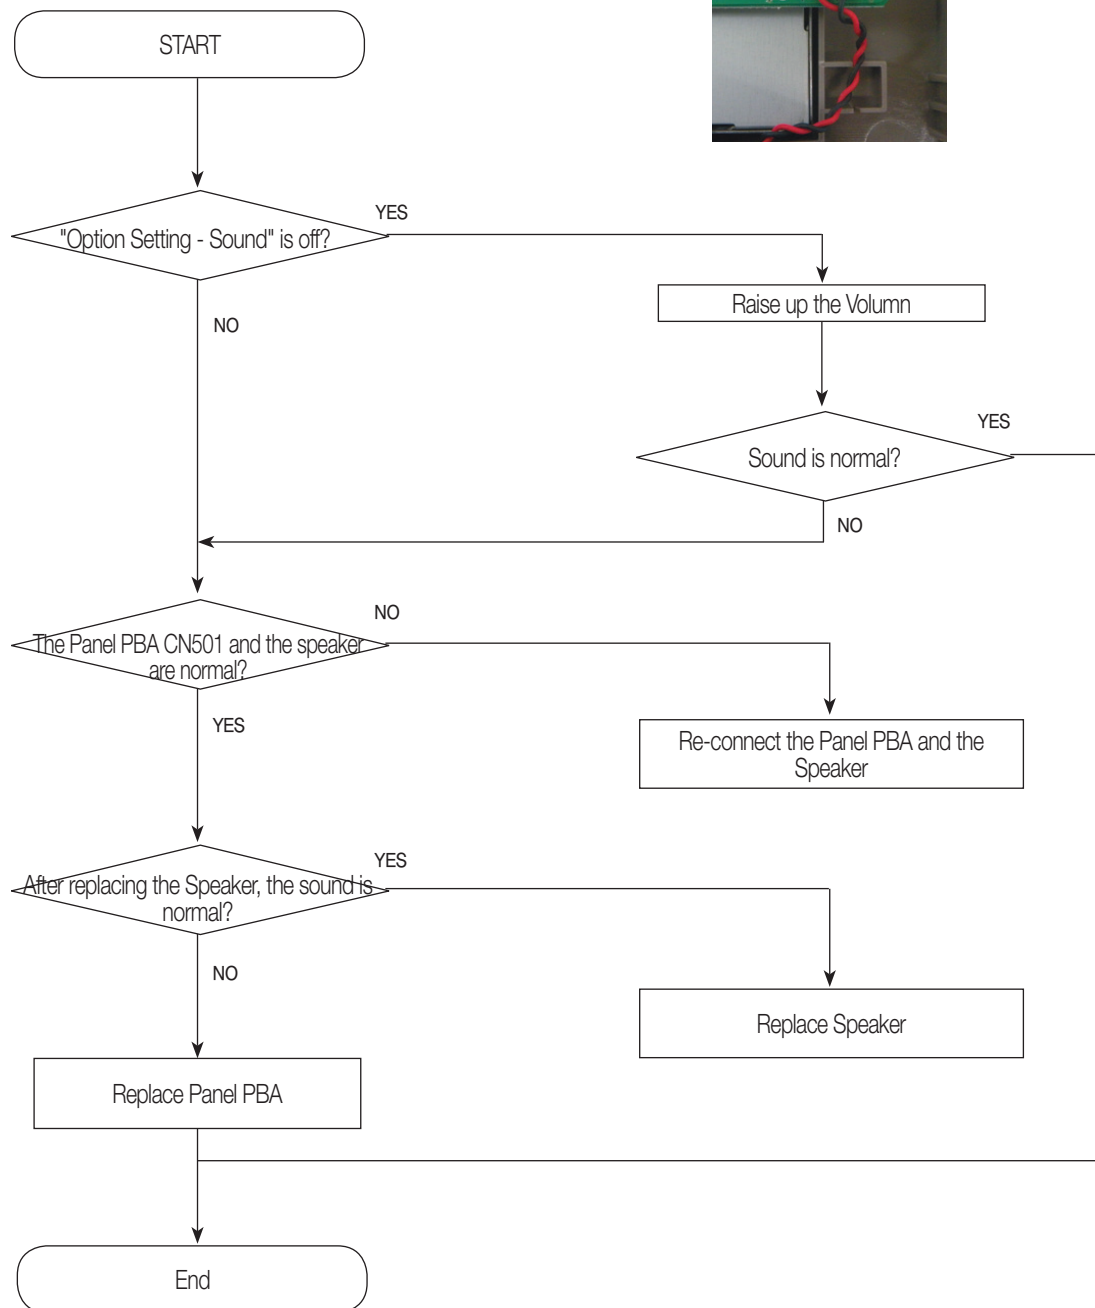 START
"Option Setting - Sound" is off?
YES
NO
Raise up the Volumn
Sound is normal?
YES
NO
The Panel PBA CN501 and the speaker
are normal?
NO
YES
Re-connect the Panel PBA and the
Speaker
After replacing the Speaker, the sound is
normal?
YES
NO
Replace Speaker
Replace Panel PBA
End